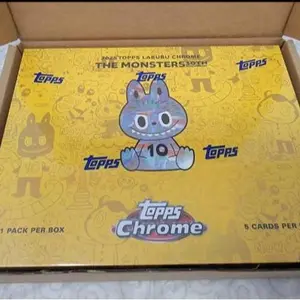 2025 TOPPS LABUBU CHROME
THE MONSTERS 10TH
TOPPS
TOPPS
10
TOPPS
TOPPS
TOPPS
Chrome
1 PACK PER BOX
5 CARDS PER